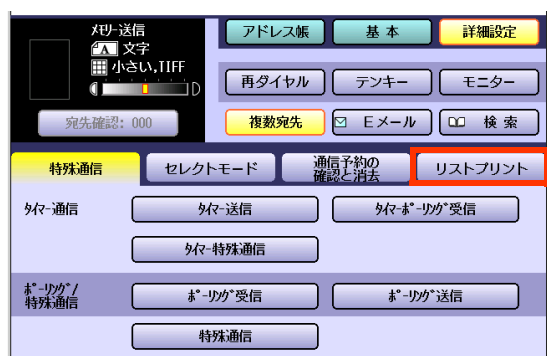 ﾒﾓﾘｰ送信
A 文字
小さい,TIFF
D
宛先確認: 000
アドレス帳 基本 詳細設定
再ダイヤル テンキー モニター
複数宛先 Eメール 検索
特殊通信 セレクトモード 通信予約の
確認と消去 リストプリント
ﾀｲﾏｰ通信 ﾀｲﾏｰ送信 ﾀｲﾏｰﾎﾟｰﾘﾝｸﾞ受信
ﾀｲﾏｰ特殊通信
ﾎﾟｰﾘﾝｸﾞ/
特殊通信 ﾎﾟｰﾘﾝｸﾞ受信 ﾎﾟｰﾘﾝｸﾞ送信
特殊通信